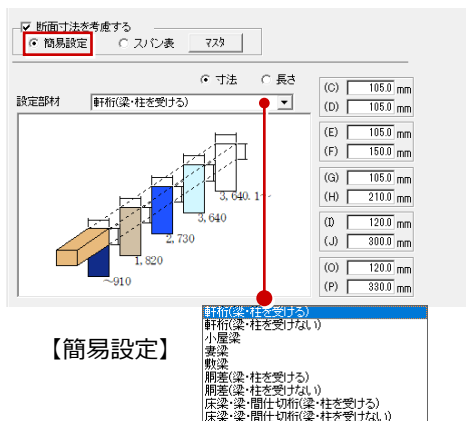 断面寸法を考慮する
簡易設定 スパン表 マスタ
寸法 長さ
設定部材 軒桁(梁・柱を受ける)
(C) 105.0 mm
(D) 105.0 mm
(E) 105.0 mm
(F) 150.0 mm
(G) 105.0 mm
(H) 210.0 mm
(I) 120.0 mm
(J) 300.0 mm
(O) 120.0 mm
(P) 330.0 mm
3,640.1~
3,640
2,730
1,820
~910
【簡易設定】
軒桁(梁・柱を受ける)
軒桁(梁・柱を受けない)
小屋梁
妻梁
敷梁
胴差(梁・柱を受ける)
胴差(梁・柱を受けない)
床梁・梁・間仕切桁(梁・柱を受ける)
床梁・梁・間仕切桁(梁・柱を受けない)